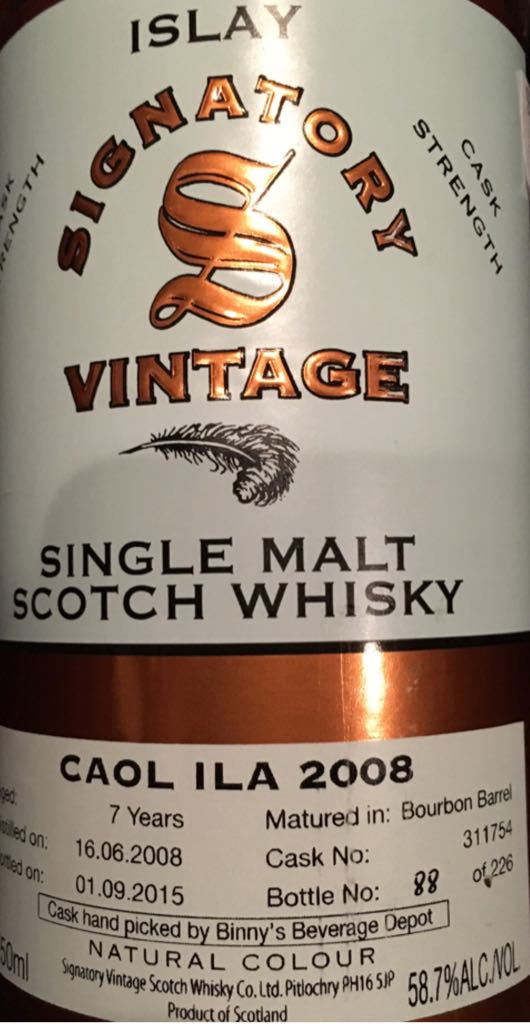 ISLAY
SIGNATORY
CASK
STRENGTH
S
VINTAGE
SINGLE MALT
SCOTCH WHISKY
CAOL ILA 2008
7 Years
Matured in: Bourbon Barrel
on: 16.06.2008
Cask No: 311754
on: 01.09.2015
Bottle No: 88 of 226
Cask hand picked by Binny's Beverage Depot
NATURAL COLOUR
50ml
Signatory Vintage Scotch Whisky Co. Ltd. Pitlochry PH16 5JP
58.7%ALC./VOL
Product of Scotland